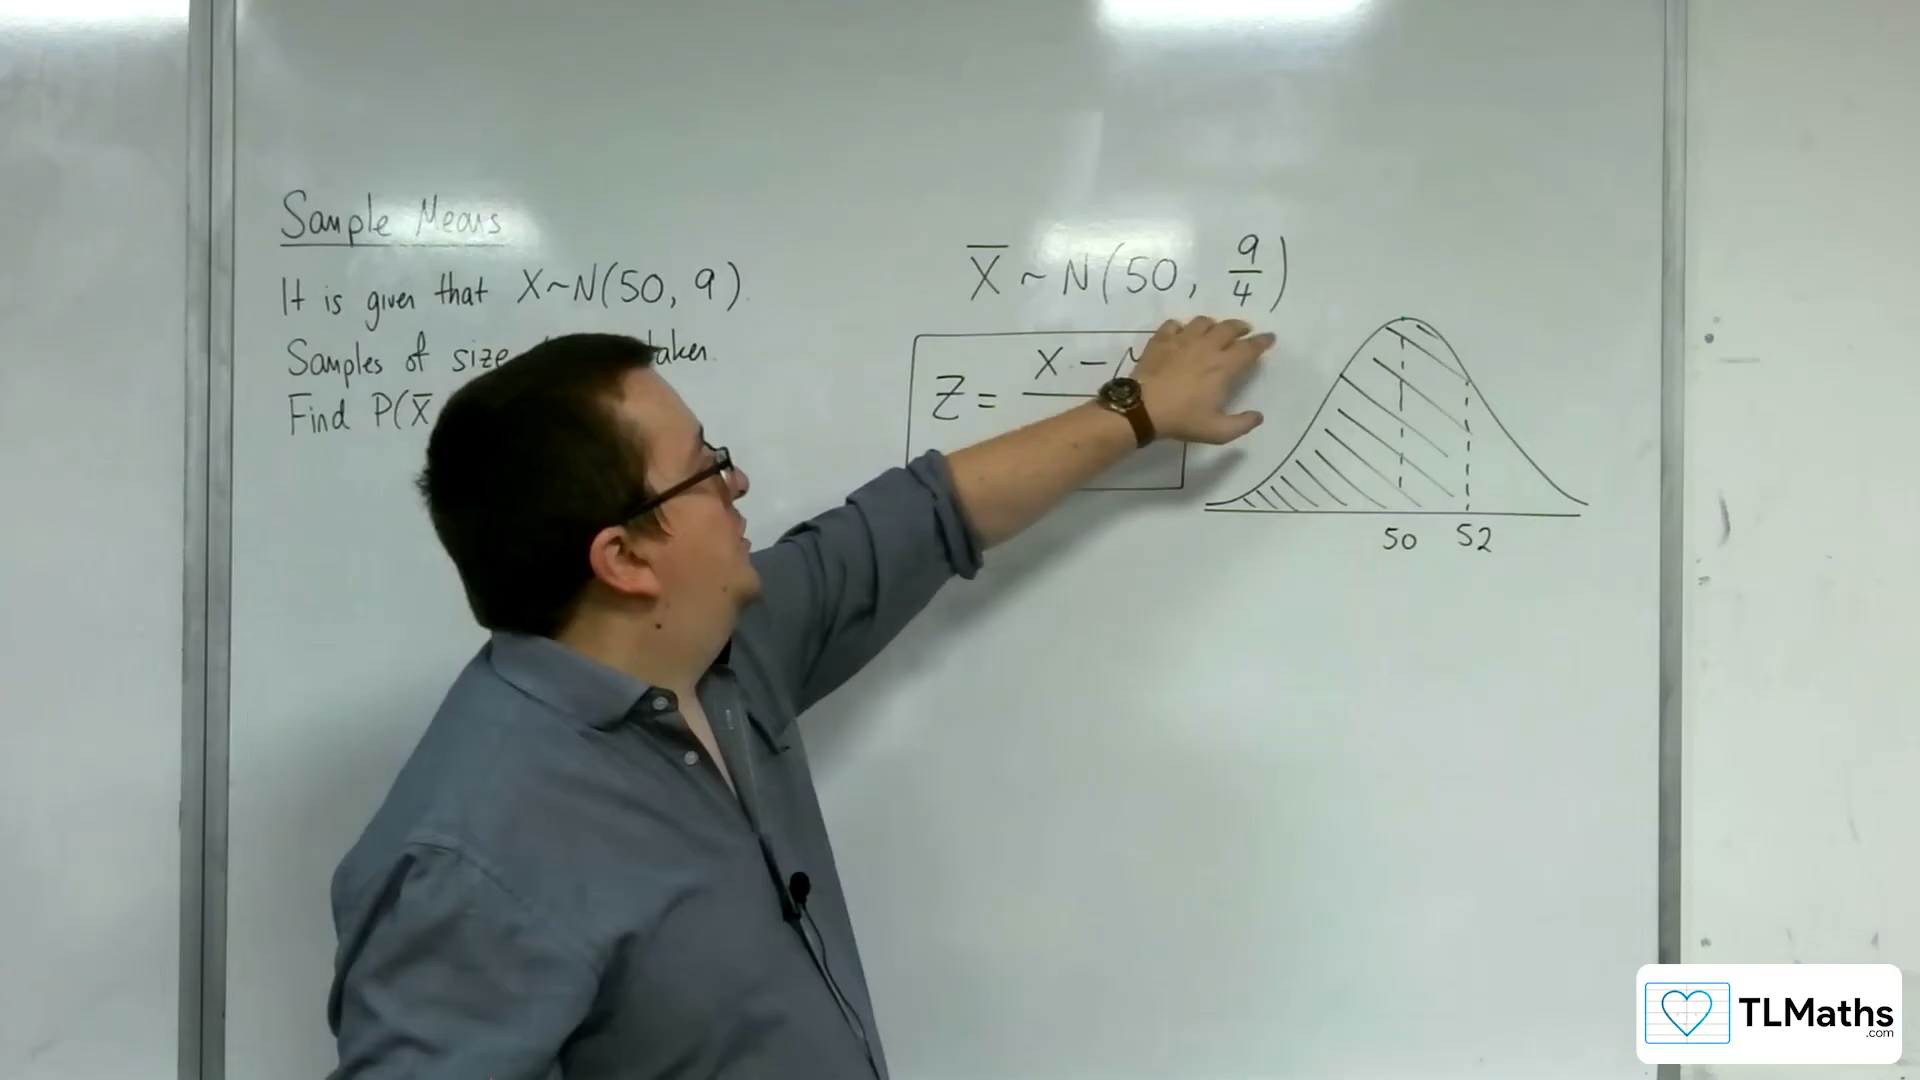 Sample Means
It is given that X~N(50, 9).
Samples of size taken.
Find P(X̄
X̄ ~ N(50, 9/4)
Z = X -
50 52
TLMaths
.com